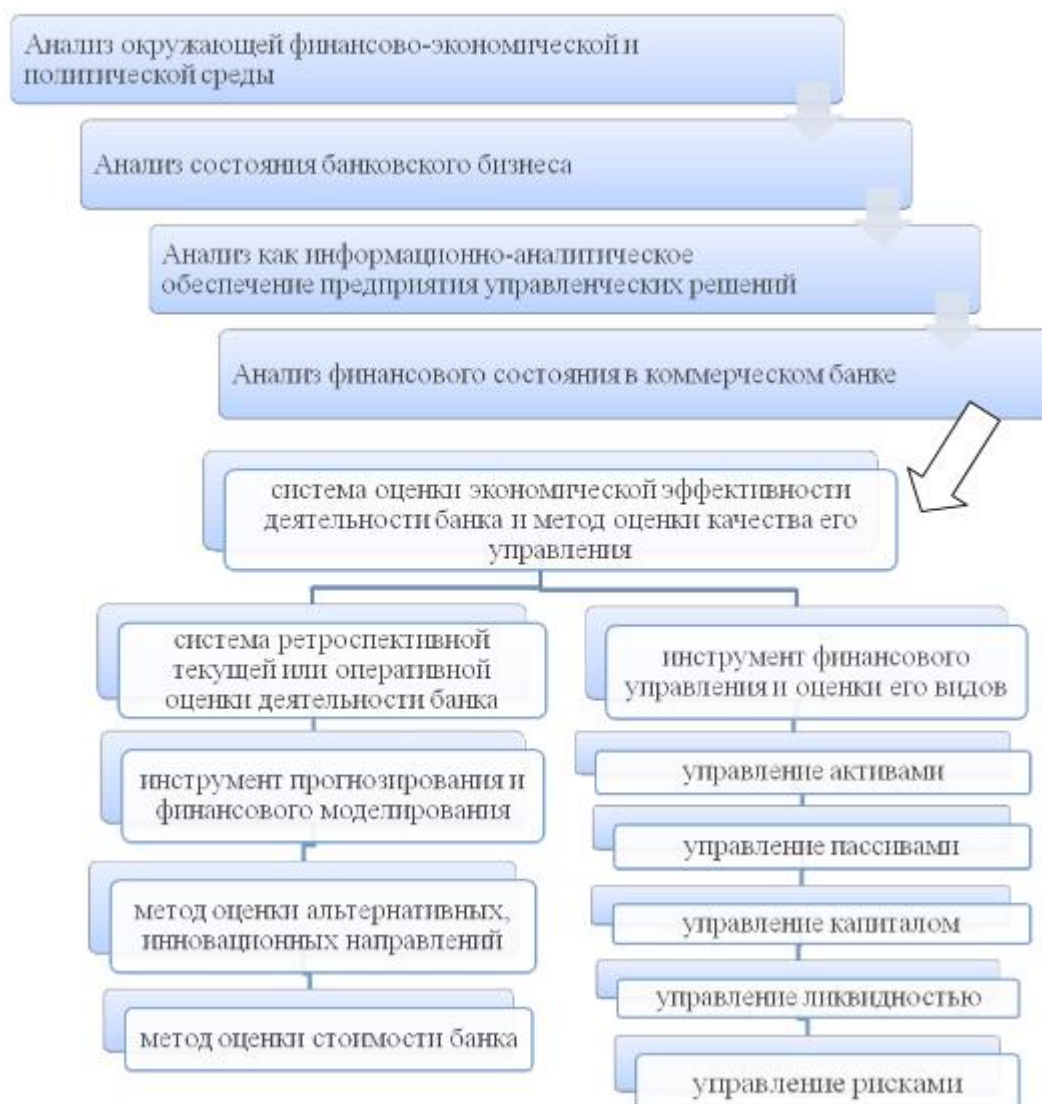 Анализ окружающей финансово-экономической и
политической среды
Анализ состояния банковского бизнеса
Анализ как информационно-аналитическое
обеспечение предприятия управленческих решений
Анализ финансового состояния в коммерческом банке
система оценки экономической эффективности
деятельности банка и метод оценки качества его
управления
система ретроспективной
текущей или оперативной
оценки деятельности банка
инструмент прогнозирования и
финансового моделирования
метод оценки альтернативных,
инновационных направлений
метод оценки стоимости банка
инструмент финансового
управления и оценки его видов
управление активами
управление пассивами
управление капиталом
управление ликвидностью
управление рисками